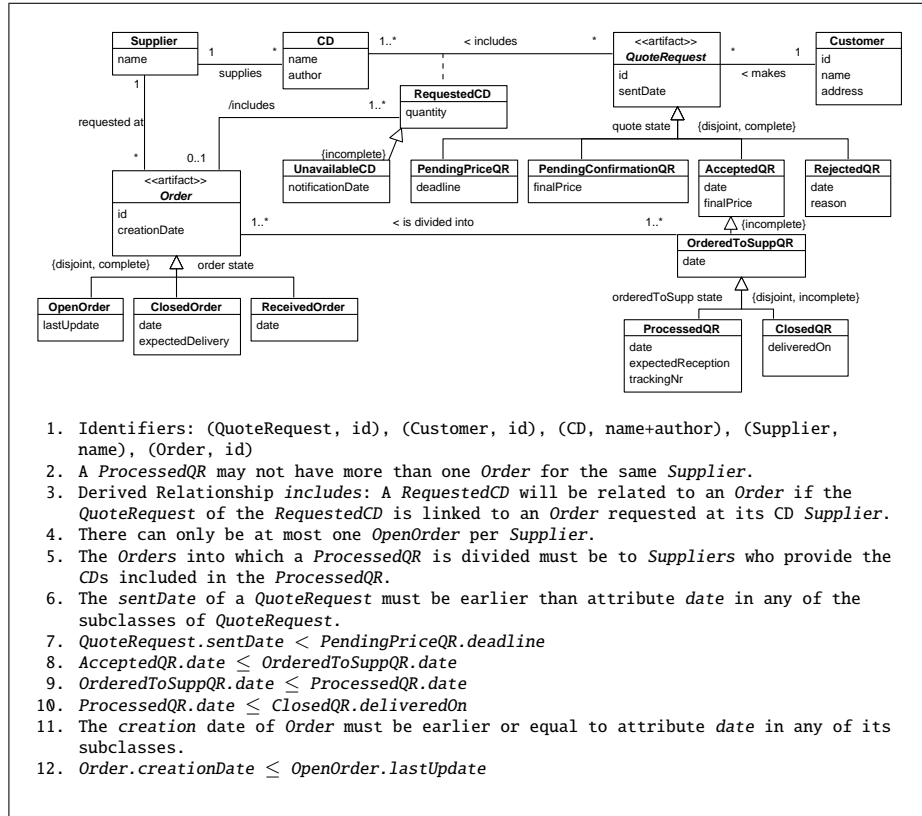 Supplier
name
1
*
supplies
CD
name
author
1..*
< includes
*
<<artifact>>
QuoteRequest
id
sentDate
*
1
< makes
Customer
id
name
address
1
requested at
*
/includes
1..*
0..1
RequestedCD
quantity
{incomplete}
UnavailableCD
notificationDate
quote state
{disjoint, complete}
PendingPriceQR
deadline
PendingConfirmationQR
finalPrice
AcceptedQR
date
finalPrice
RejectedQR
date
reason
<<artifact>>
Order
id
creationDate
1..*
< is divided into
1..*
{incomplete}
OrderedToSuppQR
date
{disjoint, complete}
order state
OpenOrder
lastUpdate
ClosedOrder
date
expectedDelivery
ReceivedOrder
date
orderedToSupp state
{disjoint, incomplete}
ProcessedQR
date
expectedReception
trackingNr
ClosedQR
deliveredOn
1. Identifiers: (QuoteRequest, id), (Customer, id), (CD, name+author), (Supplier,
name), (Order, id)
2. A ProcessedQR may not have more than one Order for the same Supplier.
3. Derived Relationship includes: A RequestedCD will be related to an Order if the
QuoteRequest of the RequestedCD is linked to an Order requested at its CD Supplier.
4. There can only be at most one OpenOrder per Supplier.
5. The Orders into which a ProcessedQR is divided must be to Suppliers who provide the
CDs included in the ProcessedQR.
6. The sentDate of a QuoteRequest must be earlier than attribute date in any of the
subclasses of QuoteRequest.
7. QuoteRequest.sentDate < PendingPriceQR.deadline
8. AcceptedQR.date ≤ OrderedToSuppQR.date
9. OrderedToSuppQR.date ≤ ProcessedQR.date
10. ProcessedQR.date ≤ ClosedQR.deliveredOn
11. The creation date of Order must be earlier or equal to attribute date in any of its
subclasses.
12. Order.creationDate ≤ OpenOrder.lastUpdate